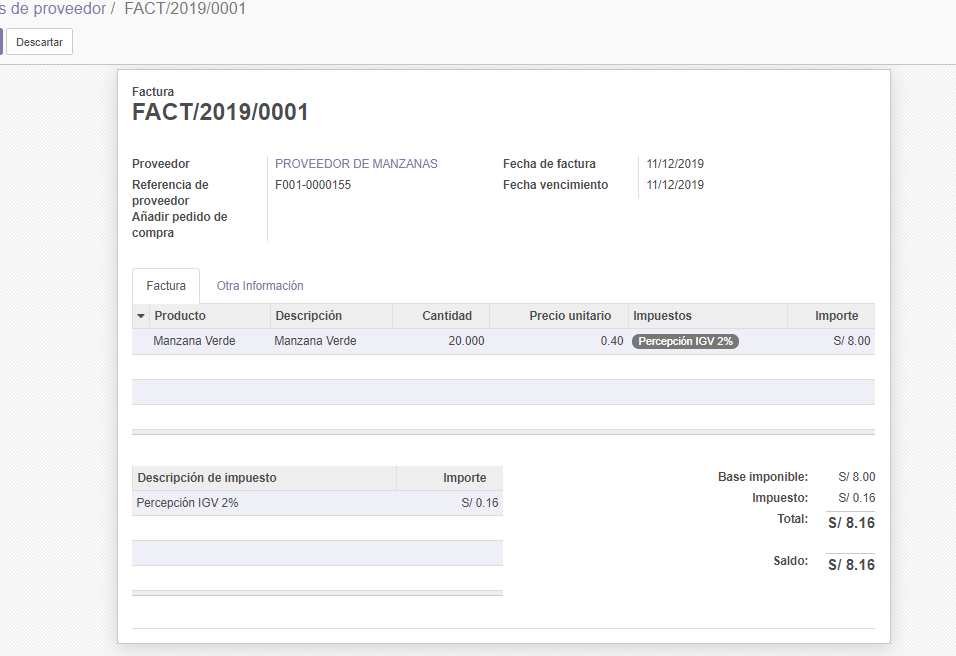 s de proveedor / FACT/2019/0001
Descartar
Factura
FACT/2019/0001
Proveedor PROVEEDOR DE MANZANAS Fecha de factura 11/12/2019
Referencia de proveedor F001-0000155 Fecha vencimiento 11/12/2019
Añadir pedido de compra
Factura Otra Información
Producto Descripción Cantidad Precio unitario Impuestos Importe
Manzana Verde Manzana Verde 20.000 0.40 Percepción IGV 2% S/ 8.00
Descripción de impuesto Importe
Percepción IGV 2% S/ 0.16
Base imponible: S/ 8.00
Impuesto: S/ 0.16
Total: S/ 8.16
Saldo: S/ 8.16